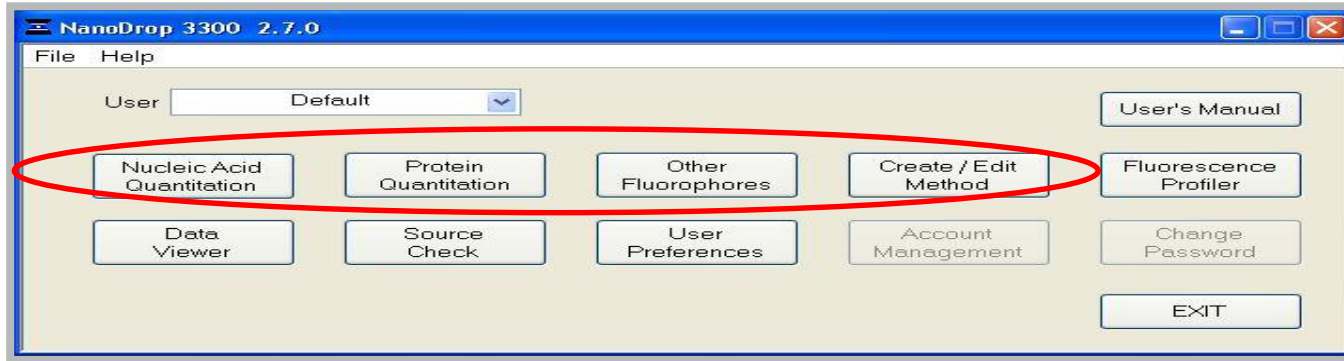 NanoDrop 3300 2.7.0
File Help
User Default
User's Manual
Nucleic Acid
Quantitation
Protein
Quantitation
Other
Fluorophores
Create / Edit
Method
Fluorescence
Profiler
Data
Viewer
Source
Check
User
Preferences
Account
Management
Change
Password
EXIT